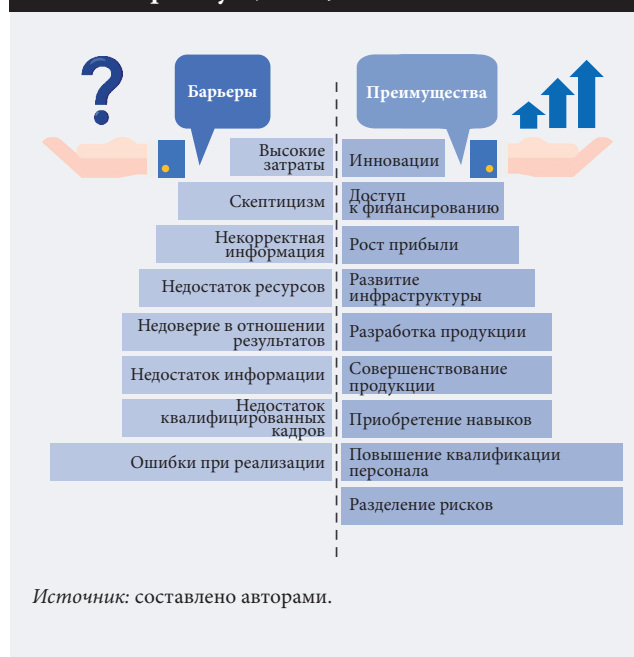 Барьеры
Преимущества
Высокие
затраты
Скептицизм
Некорректная
информация
Недостаток ресурсов
Недоверие в отношении
результатов
Недостаток информации
Недостаток
квалифицированных
кадров
Ошибки при реализации
Инновации
Доступ
к финансированию
Рост прибыли
Развитие
инфраструктуры
Разработка продукции
Совершенствование
продукции
Приобретение навыков
Повышение квалификации
персонала
Разделение рисков
Источник: составлено авторами.